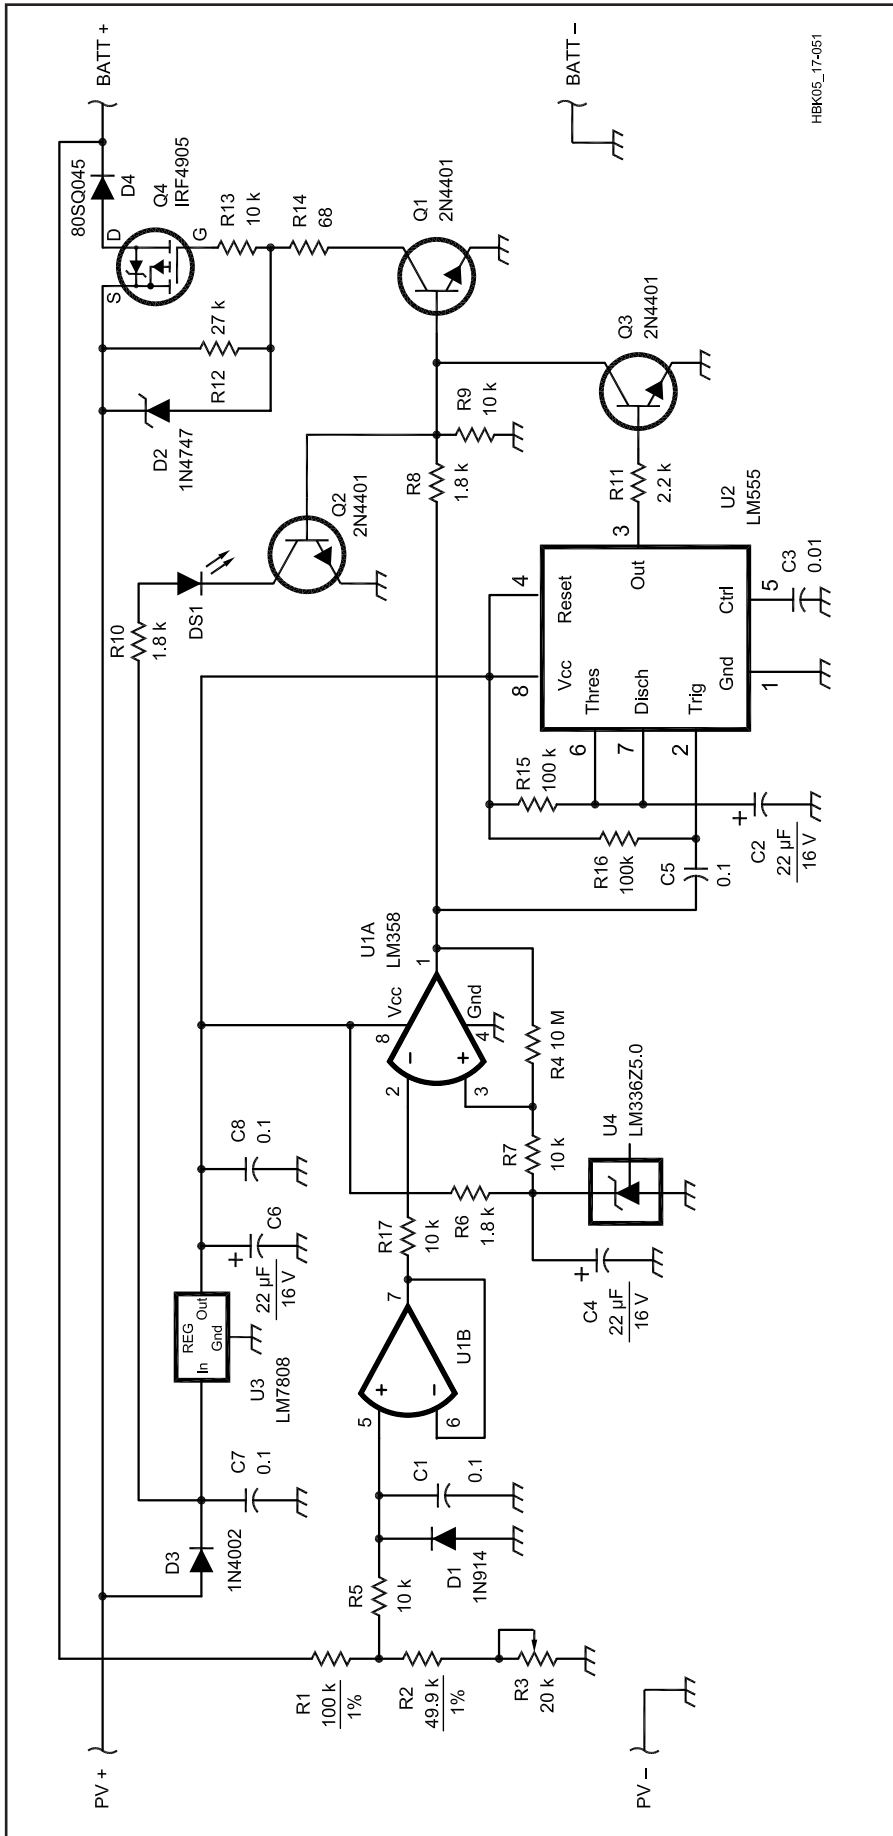 PV +
BATT +
80SQ045
D4
Q4
IRF4905
D
G
S
R13
10 k
R14
68
27 k
R12
D2
1N4747
Q1
2N4401
BATT –
HBK05_17-051
Q2
2N4401
R9
10 k
R8
1.8 k
Q3
2N4401
R11
2.2 k
R10
1.8 k
DS1
U2
LM555
3
Out
4
Reset
8
Vcc
Thres
Disch
Trig
Gnd
Ctrl
5
1
6
7
2
C3
0.01
R15
100 k
R16
100k
C5
0.1
+
C2
22 µF
16 V
U1A
LM358
1
Vcc
8
Gnd
4
–
+
2
3
R4 10 M
R7
10 k
U4
LM336Z5.0
R6
1.8 k
R17
10 k
C8
0.1
+
C6
22 µF
16 V
+
C4
22 µF
16 V
REG
In
Out
Gnd
U3
LM7808
7
U1B
+
–
5
6
C7
0.1
D3
1N4002
C1
0.1
D1
1N914
R5
10 k
R1
100 k
1%
R2
49.9 k
1%
R3
20 k
PV –